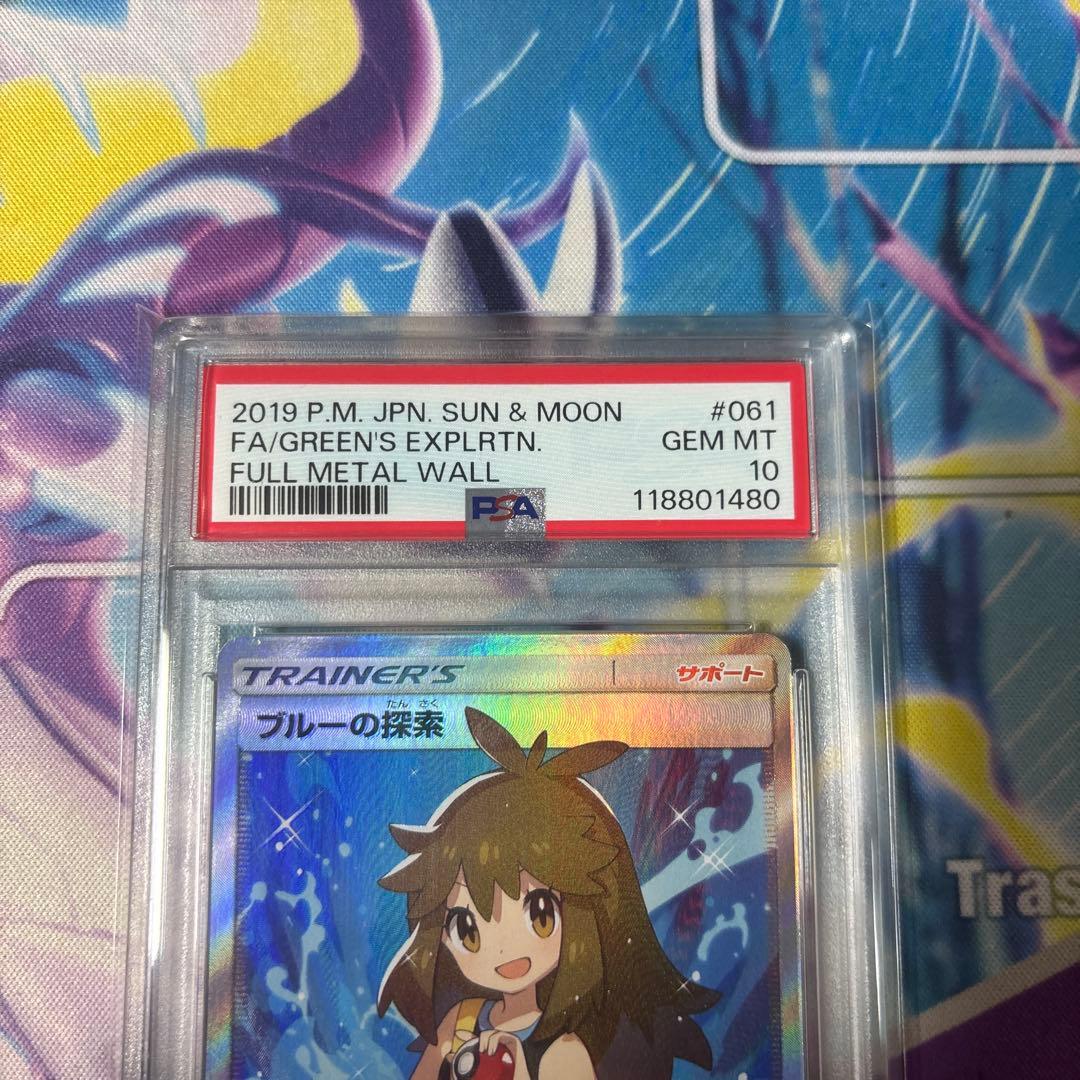 2019 P.M. JPN. SUN & MOON #061
FA/GREEN'S EXPLRTN. GEM MT
FULL METAL WALL 10
PSA 118801480
TRAINER'S サポート
たん さく
ブルーの探索